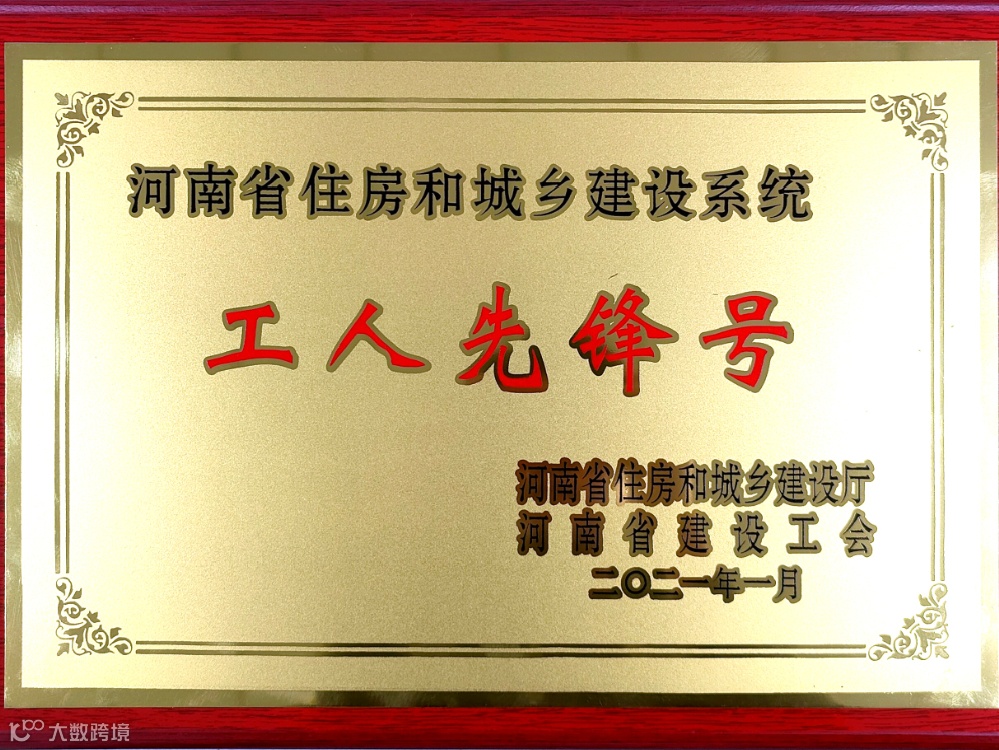 河南省住房和城乡建设系统
工人先锋号
河南省住房和城乡建设厅
河南省建设工会
二〇二一年一月
大数跨境